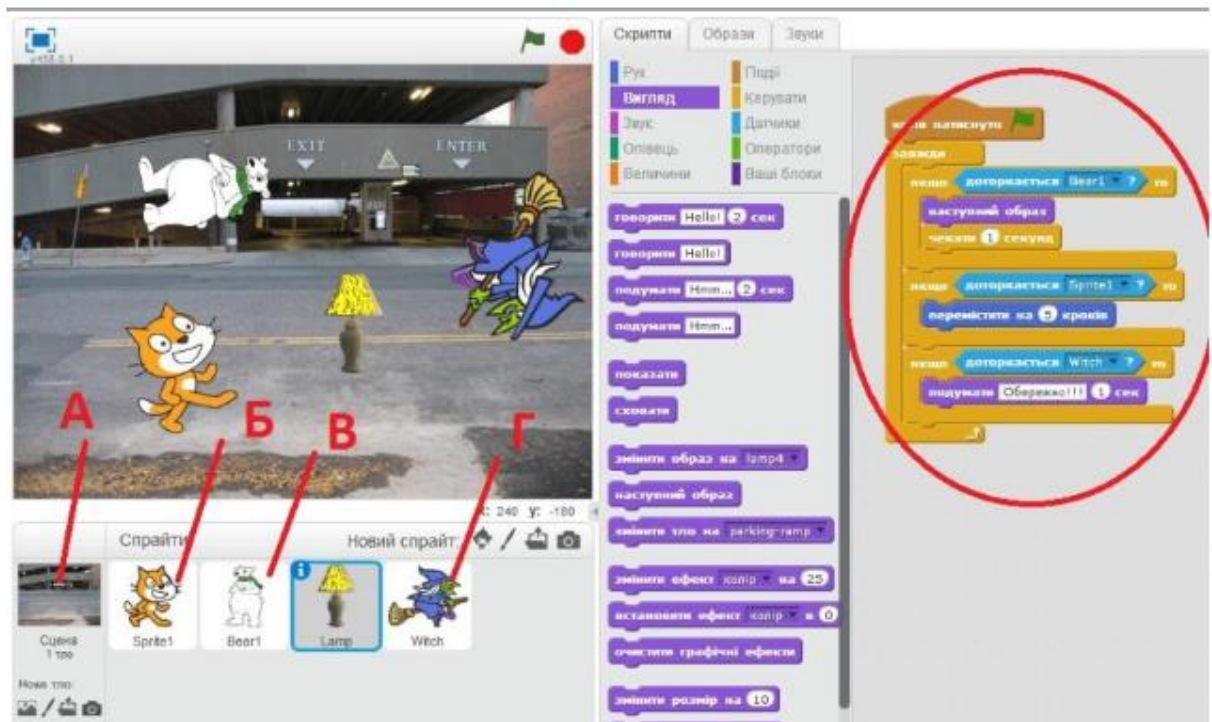 v458.0.1
Скрипти Образи Звуки
Рух Події
Вигляд Керувати
Звук Датчики
Олівець Оператори
Величини Ваші блоки
EXIT ENTER
говорити Hello! 2 сек
говорити Hello!
подумати Hmm... 2 сек
подумати Hmm...
показати
сховати
змінити образ на lamp4
наступний образ
змінити тло на parking-ramp
змінити ефект колір на 25
встановити ефект колір в 0
очистити графічні ефекти
змінити розмір на 10
коли натиснуто
завжди
якщо доторкається Bear1 ? то
наступний образ
чекати 1 секунд
якщо доторкається Sprite1 ? то
перемістити на 5 кроків
якщо доторкається Witch ? то
подумати Обережно!!! 1 сек
А Б В Г
X: 240 y: -180
Спрайти Новий спрайт:
Сцена
1 тло
Sprite1 Bear1 Lamp Witch
Нове тло: